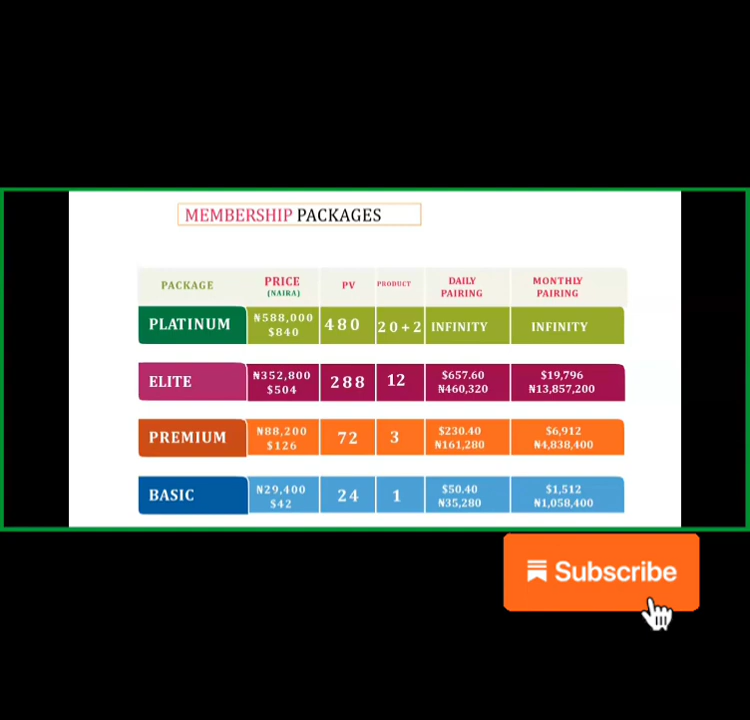 MEMBERSHIP PACKAGES
PACKAGE PRICE (NAIRA) PV PRODUCT DAILY PAIRING MONTHLY PAIRING
PLATINUM ₦588,000 $840 480 20+2 INFINITY INFINITY
ELITE ₦352,800 $504 288 12 $657.60 ₦460,320 $19,796 ₦13,857,200
PREMIUM ₦88,200 $126 72 3 $230.40 ₦161,280 $6,912 ₦4,838,400
BASIC ₦29,400 $42 24 1 $50.40 ₦35,280 $1,512 ₦1,058,400
Subscribe